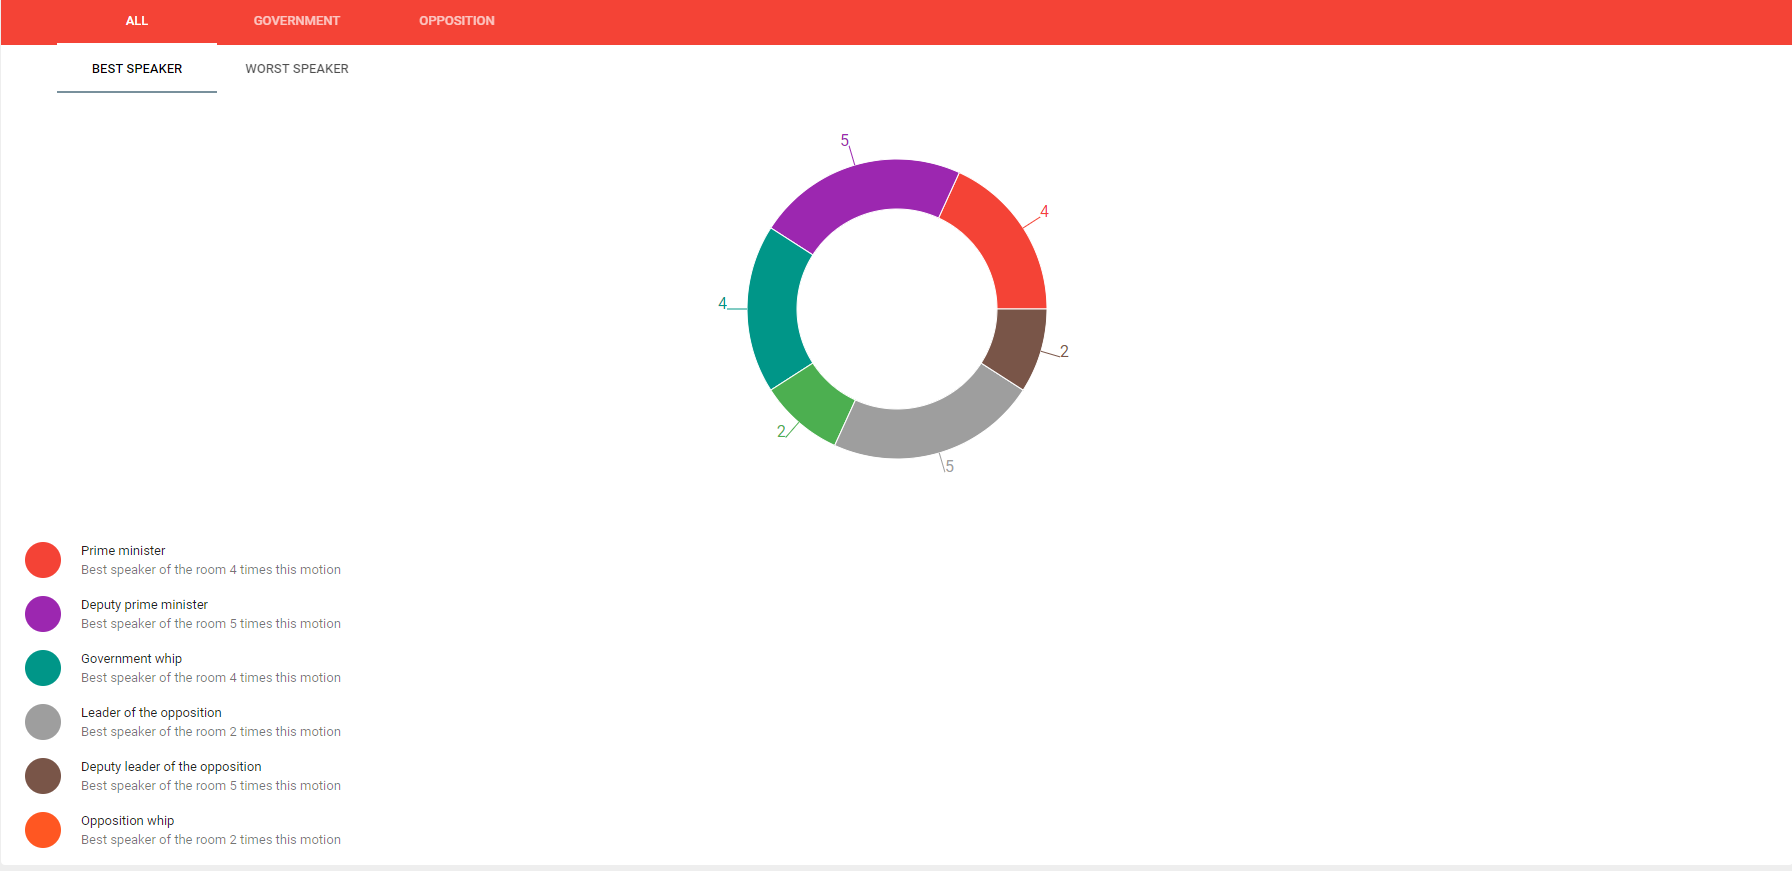 ALL GOVERNMENT OPPOSITION
BEST SPEAKER WORST SPEAKER
5
4
4
2
2
5
Prime minister
Best speaker of the room 4 times this motion
Deputy prime minister
Best speaker of the room 5 times this motion
Government whip
Best speaker of the room 4 times this motion
Leader of the opposition
Best speaker of the room 2 times this motion
Deputy leader of the opposition
Best speaker of the room 5 times this motion
Opposition whip
Best speaker of the room 2 times this motion